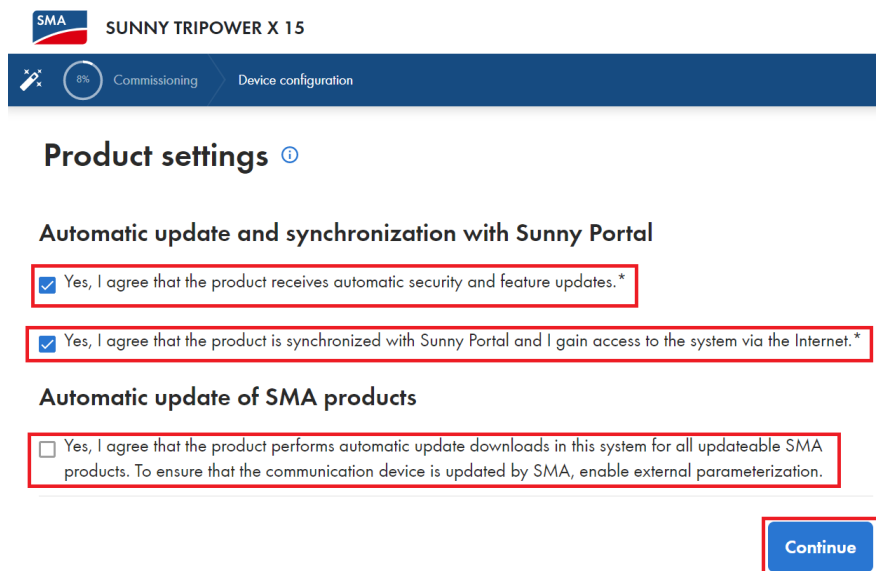 SMA
SUNNY TRIPOWER X 15
8%
Commissioning
Device configuration
Product settings
Automatic update and synchronization with Sunny Portal
Yes, I agree that the product receives automatic security and feature updates.*
Yes, I agree that the product is synchronized with Sunny Portal and I gain access to the system via the Internet.*
Automatic update of SMA products
Yes, I agree that the product performs automatic update downloads in this system for all updateable SMA
products. To ensure that the communication device is updated by SMA, enable external parameterization.
Continue